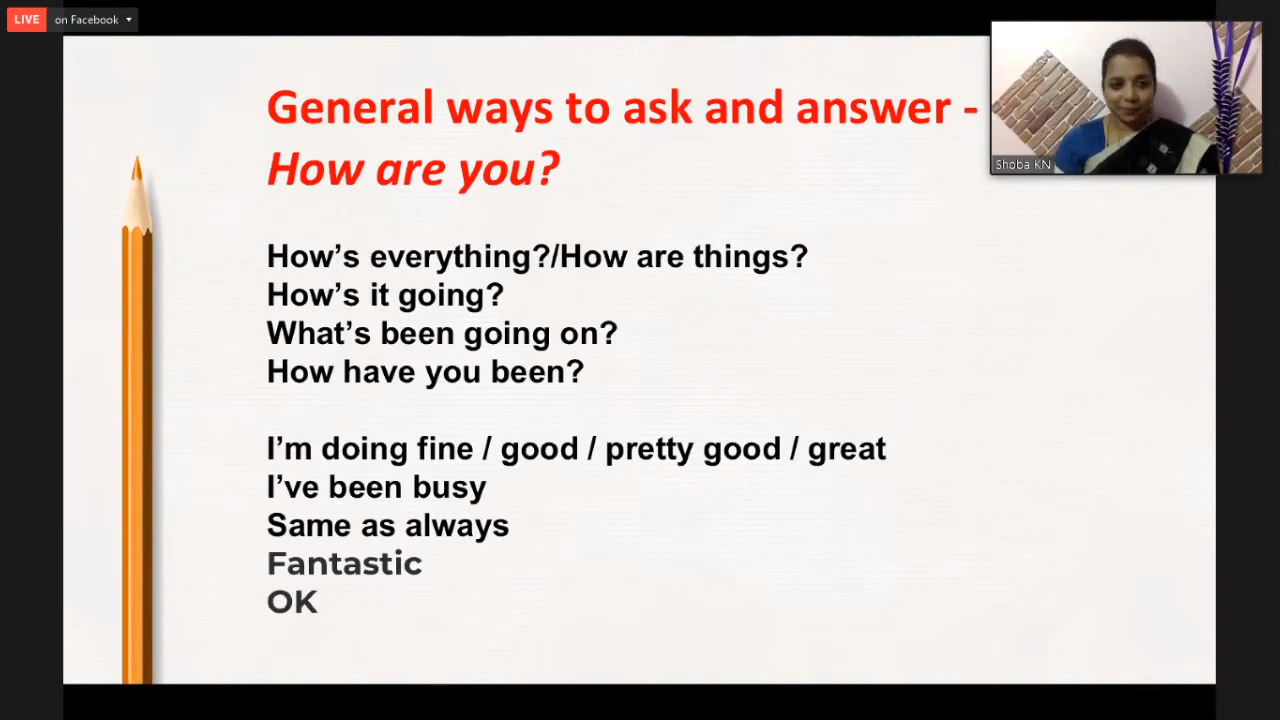 LIVE on Facebook
General ways to ask and answer -
How are you?
How’s everything?/How are things?
How’s it going?
What’s been going on?
How have you been?
I’m doing fine / good / pretty good / great
I’ve been busy
Same as always
Fantastic
OK
Shoba KN